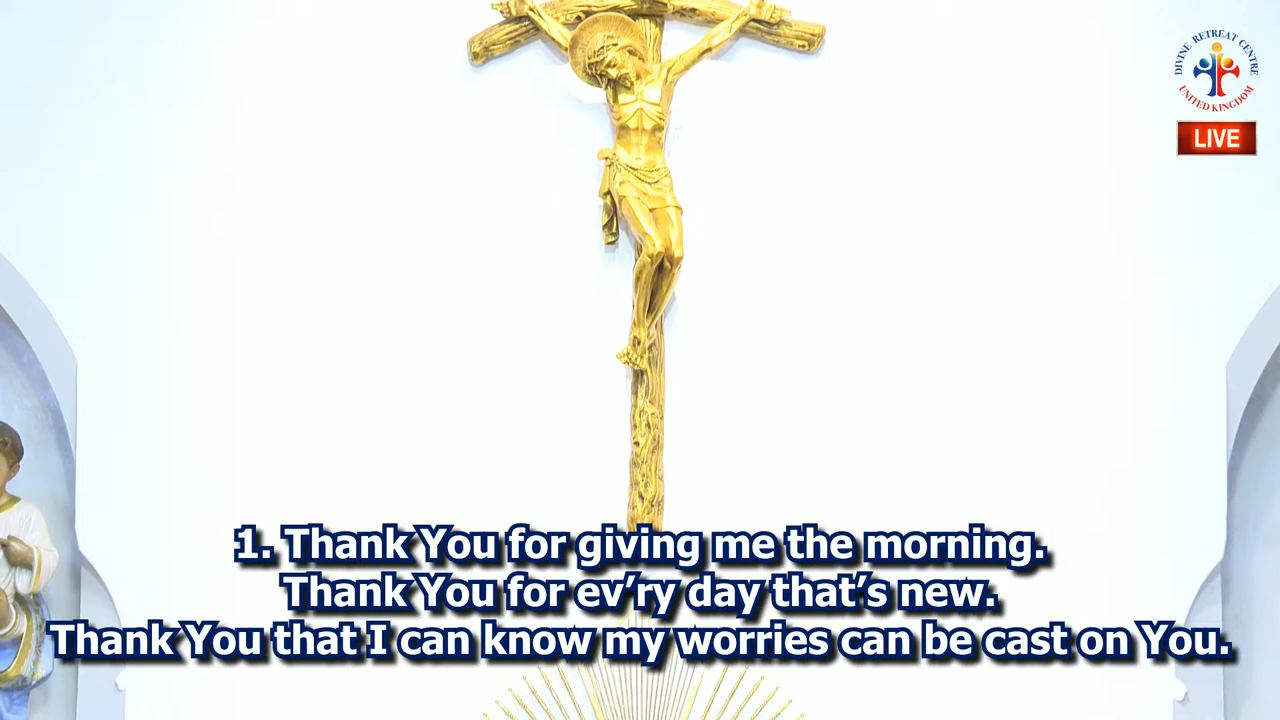 DIVINE RETREAT CENTRE
UNITED KINGDOM
LIVE
1. Thank You for giving me the morning.
Thank You for ev’ry day that’s new.
Thank You that I can know my worries can be cast on You.